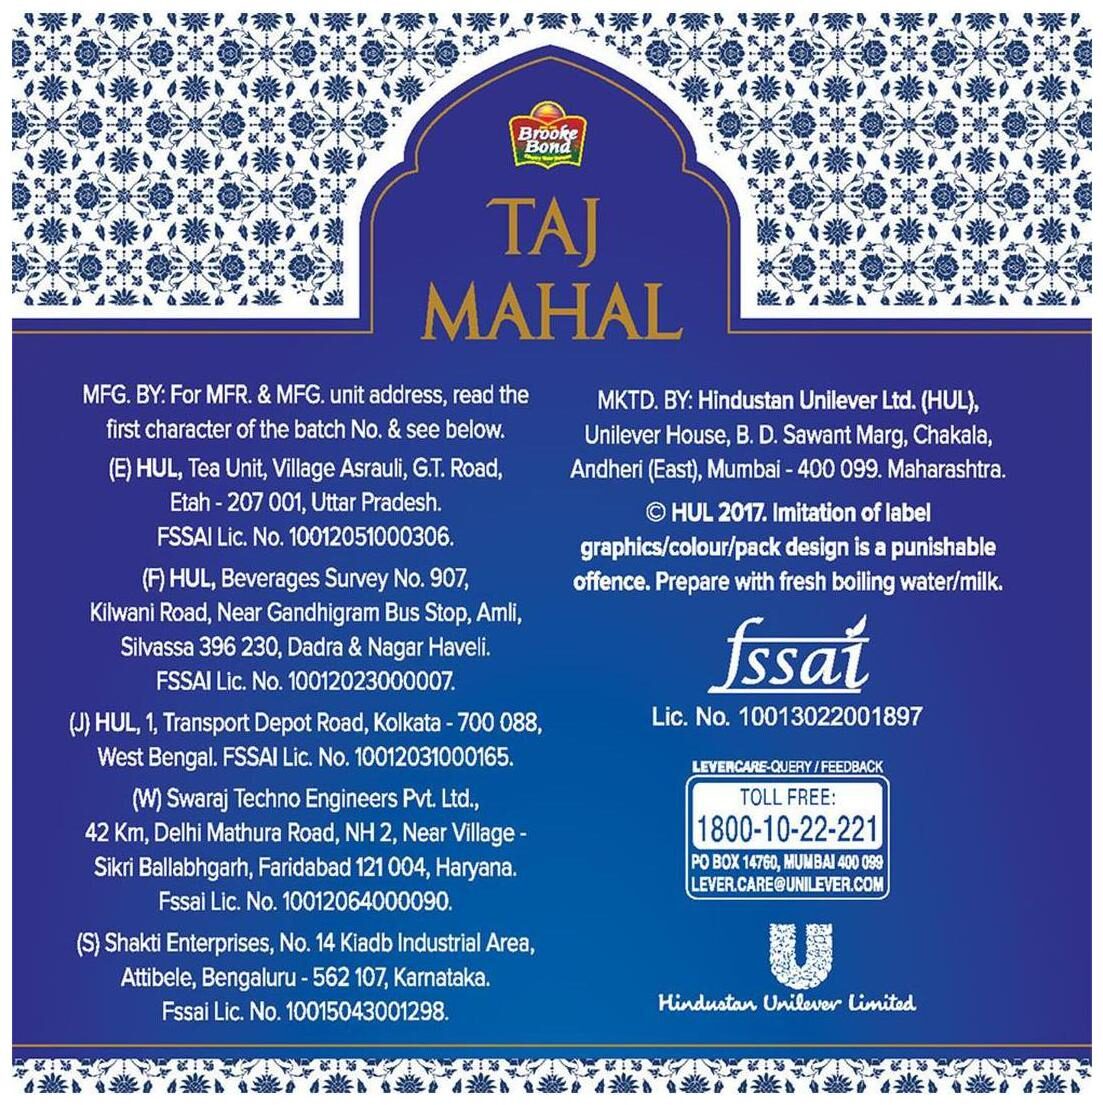 Brooke
Bond
TAJ
MAHAL
MFG. BY: For MFR. & MFG. unit address, read the
first character of the batch No. & see below.
(E) HUL, Tea Unit, Village Asrauli, G.T. Road,
Etah - 207 001, Uttar Pradesh.
FSSAI Lic. No. 10012051000306.
(F) HUL, Beverages Survey No. 907,
Kilwani Road, Near Gandhigram Bus Stop, Amli,
Silvassa 396 230, Dadra & Nagar Haveli.
FSSAI Lic. No. 10012023000007.
(J) HUL, 1, Transport Depot Road, Kolkata - 700 088,
West Bengal. FSSAI Lic. No. 10012031000165.
(W) Swaraj Techno Engineers Pvt. Ltd.,
42 Km, Delhi Mathura Road, NH 2, Near Village -
Sikri Ballabhgarh, Faridabad 121 004, Haryana.
Fssai Lic. No. 10012064000090.
(S) Shakti Enterprises, No. 14 Kiadb Industrial Area,
Attibele, Bengaluru - 562 107, Karnataka.
Fssai Lic. No. 10015043001298.
MKTD. BY: Hindustan Unilever Ltd. (HUL),
Unilever House, B. D. Sawant Marg, Chakala,
Andheri (East), Mumbai - 400 099. Maharashtra.
© HUL 2017. Imitation of label
graphics/colour/pack design is a punishable
offence. Prepare with fresh boiling water/milk.
fssai
Lic. No. 10013022001897
LEVERCARE-QUERY / FEEDBACK
TOLL FREE:
1800-10-22-221
PO BOX 14760, MUMBAI 400 099
LEVER.CARE@UNILEVER.COM
Hindustan Unilever Limited